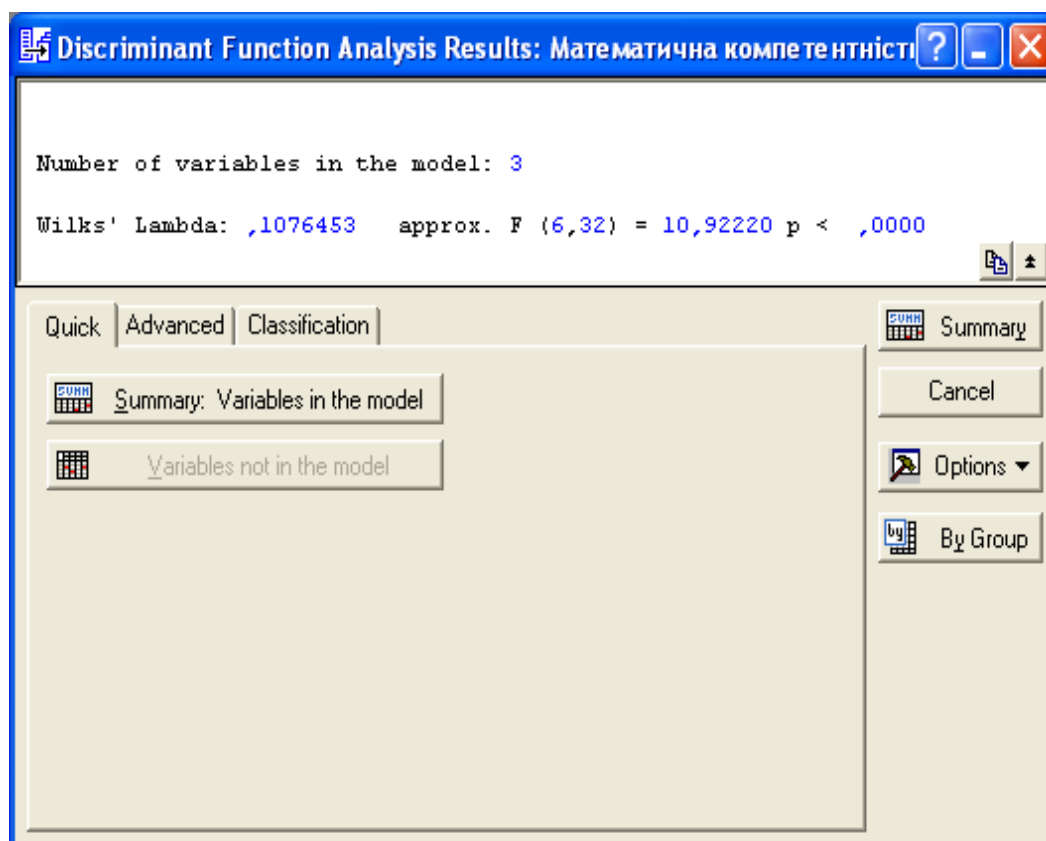 Discriminant Function Analysis Results: Математична компетентність
Number of variables in the model: 3
Wilks' Lambda: ,1076453 approx. F (6,32) = 10,92220 p < ,0000
Quick Advanced Classification
Summary
Summary: Variables in the model
Cancel
Variables not in the model
Options
By Group